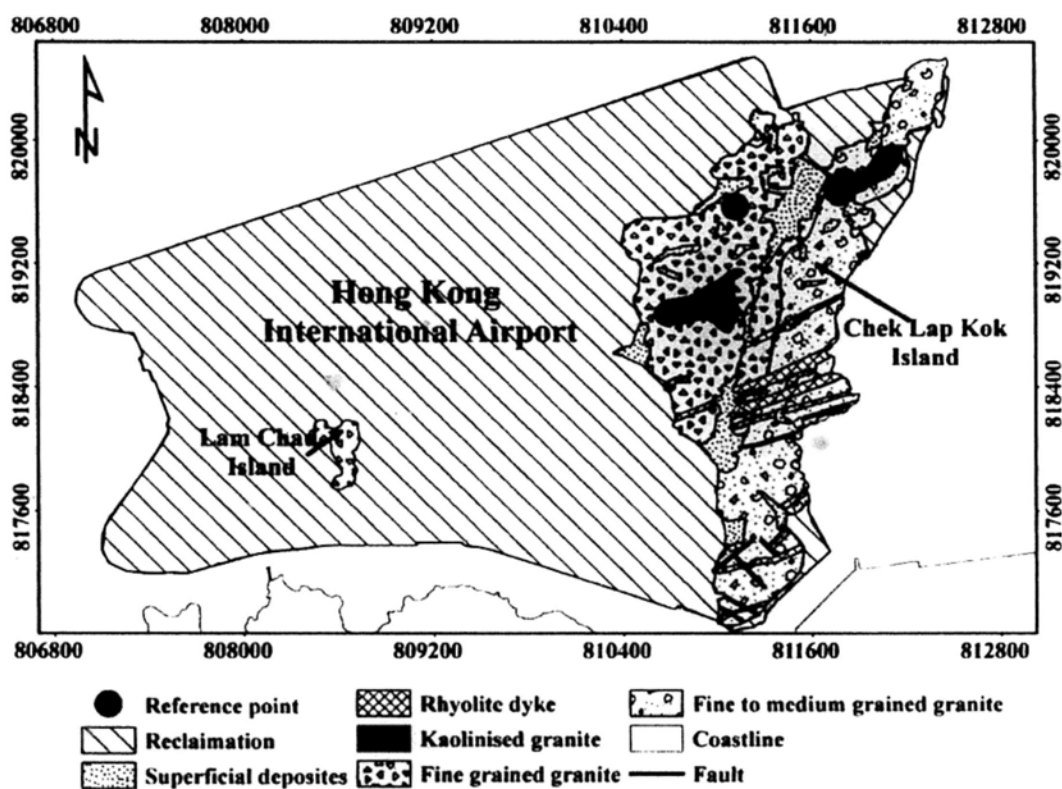 806800 808000 809200 810400 811600 812800
820000 820000
819200 819200
Hong Kong
International Airport
Chek Lap Kok
Island
818400 818400
Lam Chau
Island
817600 817600
N
806800 808000 809200 810400 811600 812800
Reference point Rhyolite dyke Fine to medium grained granite
Reclaimation Kaolinised granite Coastline
Superficial deposites Fine grained granite Fault